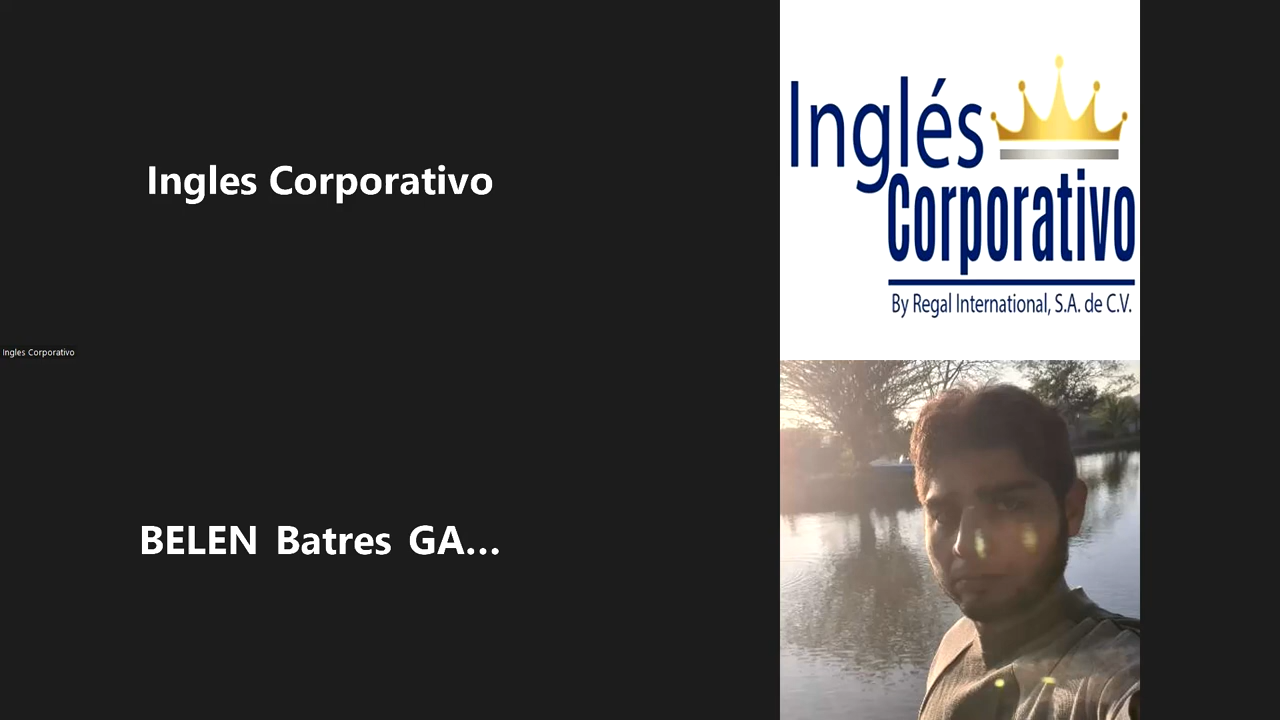 Ingles Corporativo
Inglés
Corporativo
By Regal International, S.A. de C.V.
Ingles Corporativo
BELEN Batres GA...